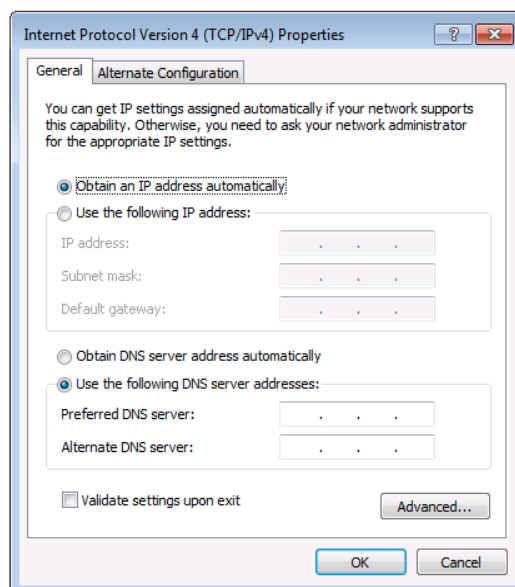 Internet Protocol Version 4 (TCP/IPv4) Properties
General
Alternate Configuration
You can get IP settings assigned automatically if your network supports
this capability. Otherwise, you need to ask your network administrator
for the appropriate IP settings.
Obtain an IP address automatically
Use the following IP address:
IP address:
Subnet mask:
Default gateway:
Obtain DNS server address automatically
Use the following DNS server addresses:
Preferred DNS server:
Alternate DNS server:
Validate settings upon exit
Advanced...
OK
Cancel